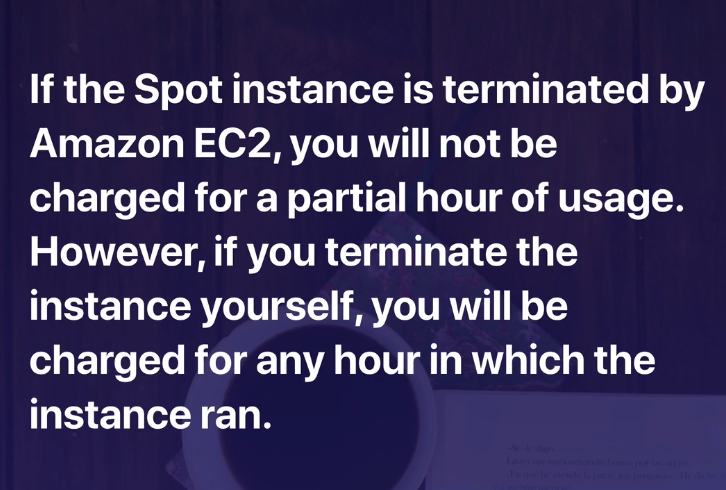 If the Spot instance is terminated by
Amazon EC2, you will not be
charged for a partial hour of usage.
However, if you terminate the
instance yourself, you will be
charged for any hour in which the
instance ran.